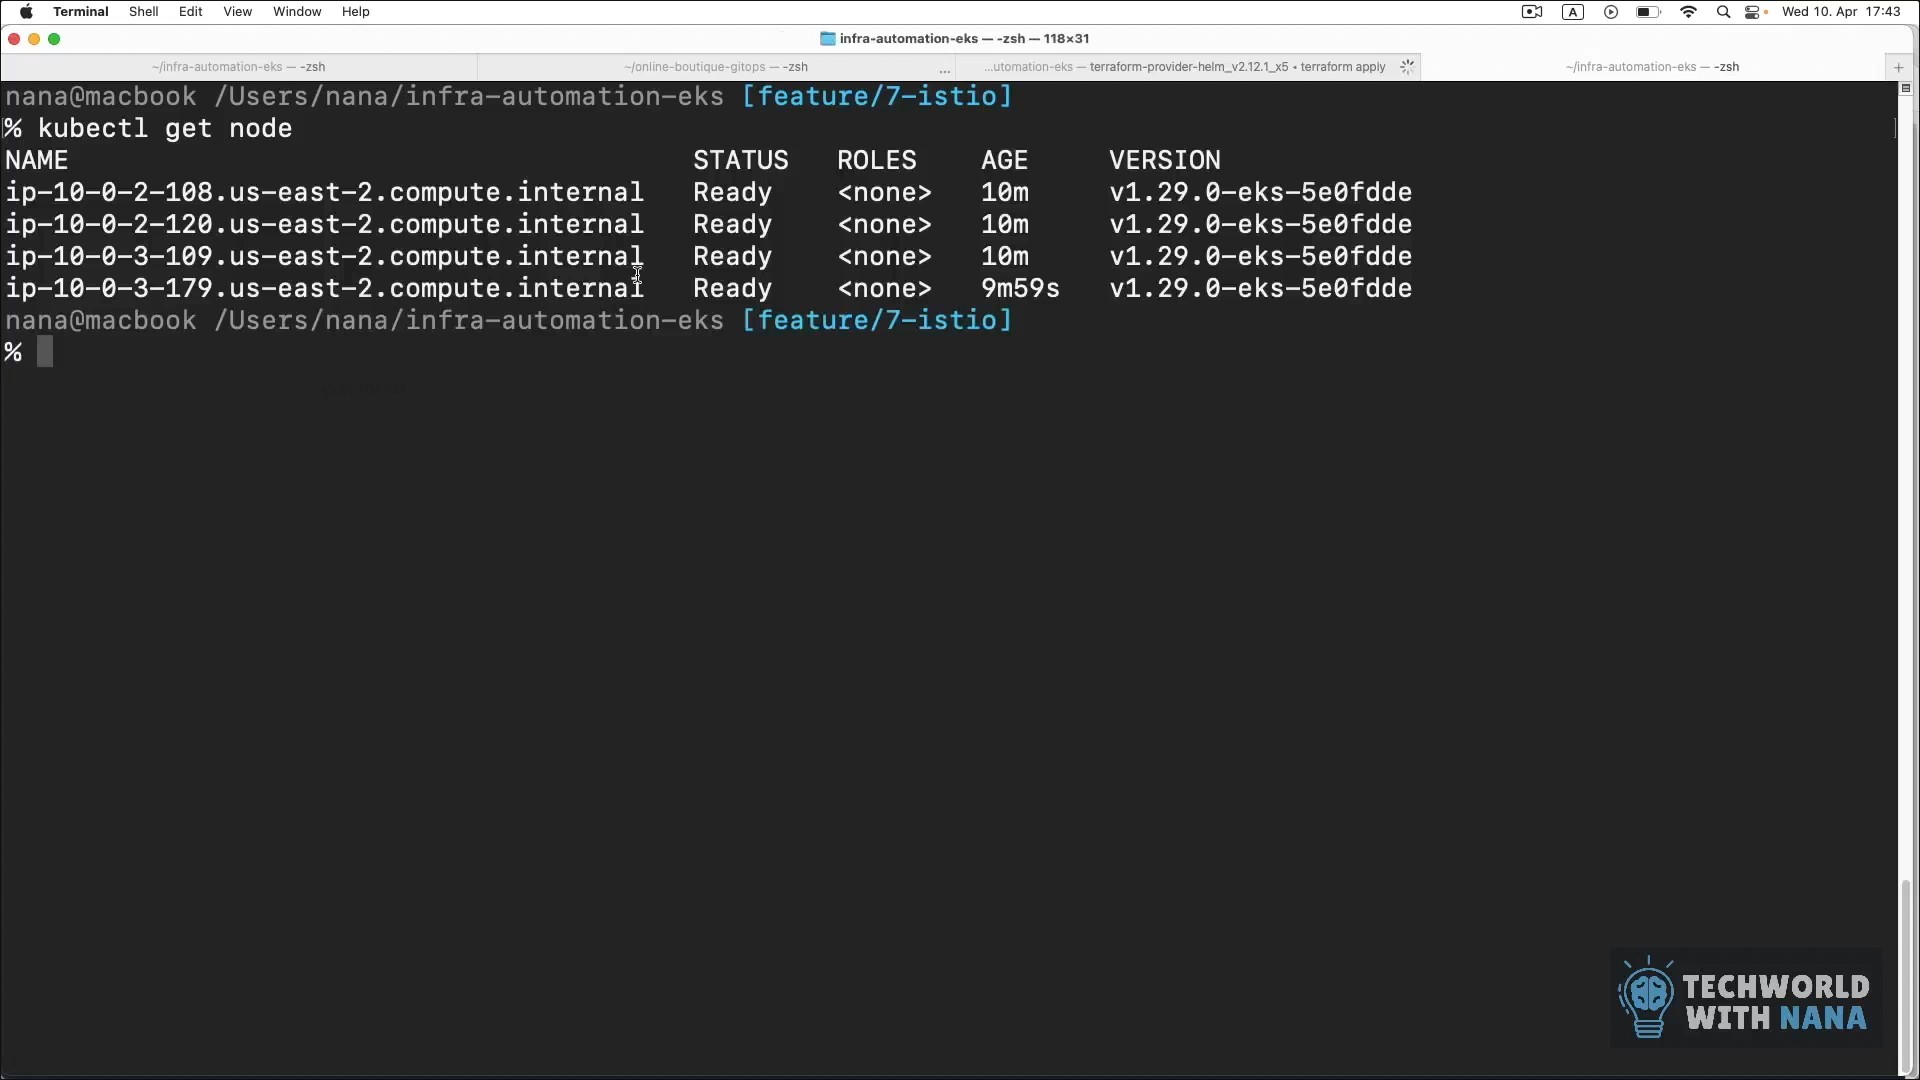 Terminal Shell Edit View Window Help A Wed 10. Apr 17:43
infra-automation-eks — -zsh — 118×31
~/infra-automation-eks — -zsh ~/online-boutique-gitops — -zsh ... ...utomation-eks — terraform-provider-helm_v2.12.1_x5 • terraform apply ~/infra-automation-eks — -zsh +
nana@macbook /Users/nana/infra-automation-eks [feature/7-istio]
% kubectl get node
NAME STATUS ROLES AGE VERSION
ip-10-0-2-108.us-east-2.compute.internal Ready <none> 10m v1.29.0-eks-5e0fdde
ip-10-0-2-120.us-east-2.compute.internal Ready <none> 10m v1.29.0-eks-5e0fdde
ip-10-0-3-109.us-east-2.compute.internal Ready <none> 10m v1.29.0-eks-5e0fdde
ip-10-0-3-179.us-east-2.compute.internal Ready <none> 9m59s v1.29.0-eks-5e0fdde
nana@macbook /Users/nana/infra-automation-eks [feature/7-istio]
%
TECHWORLD
WITH NANA